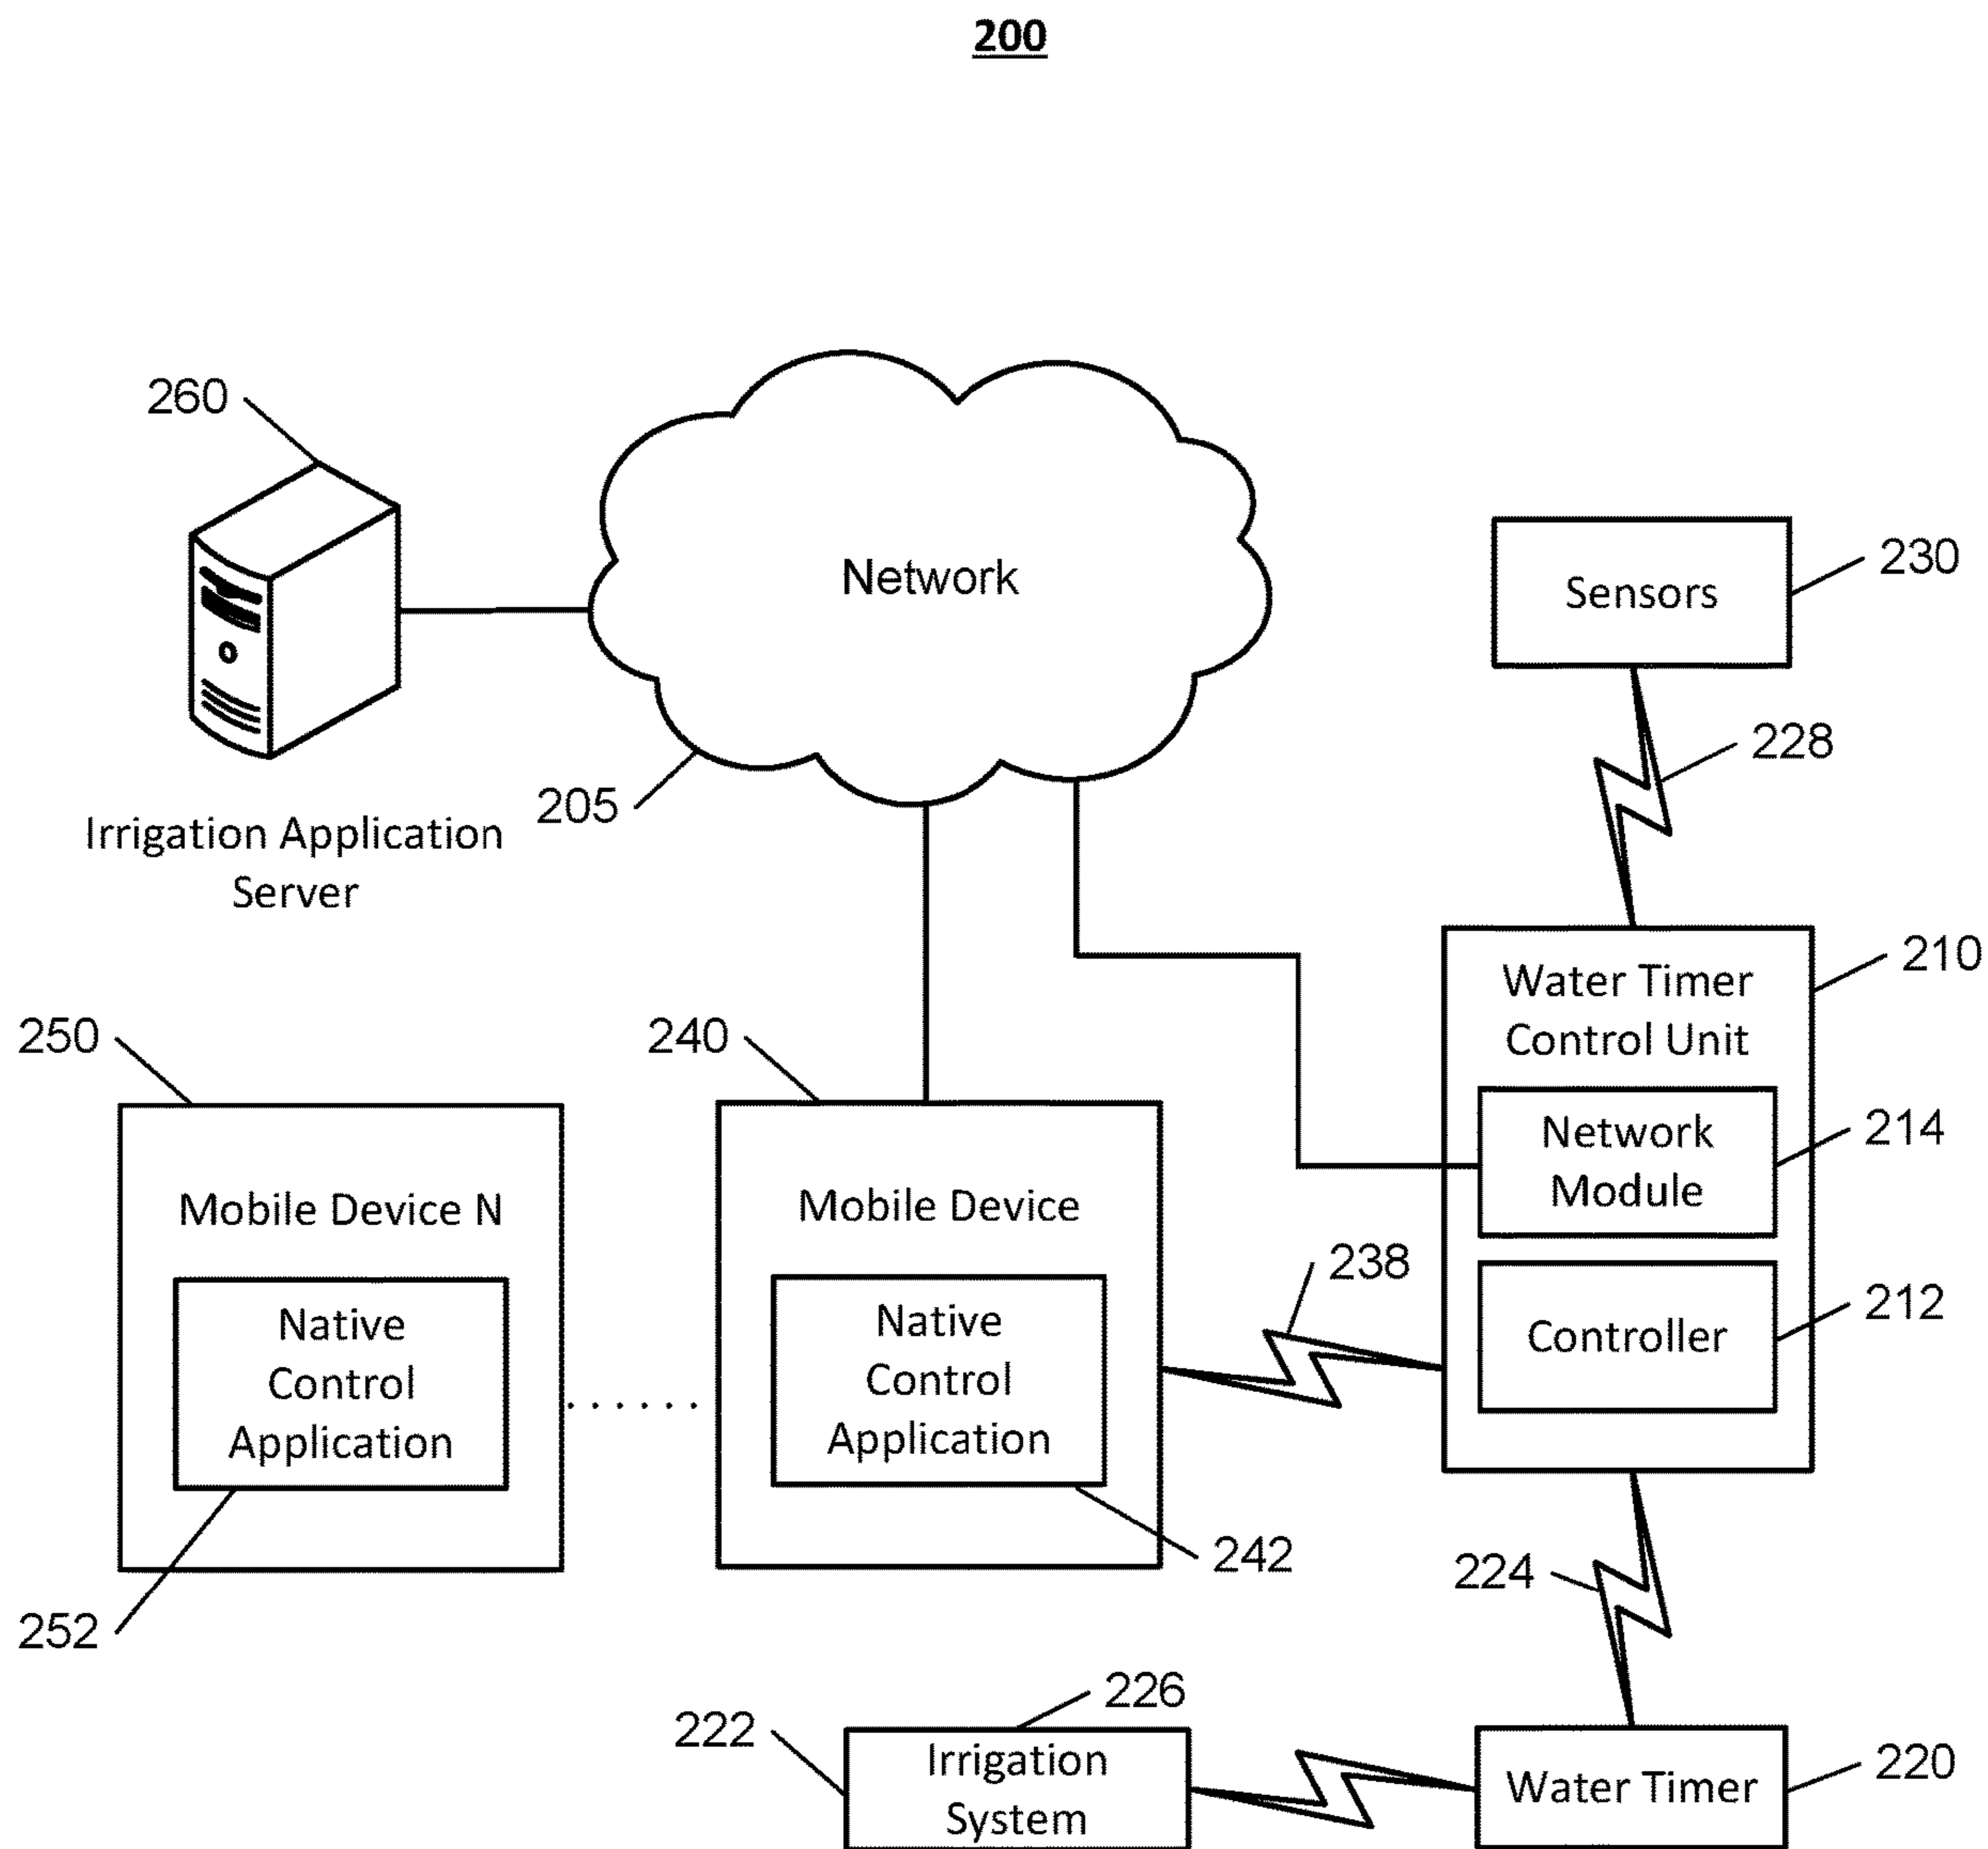 200
260
Network
230
Sensors
228
205
Irrigation Application
Server
210
Water Timer
Control Unit
250
240
214
Network
Module
Mobile Device N
Mobile Device
238
212
Native
Control
Application
Native
Control
Application
Controller
242
224
252
226
222
Irrigation
System
220
Water Timer